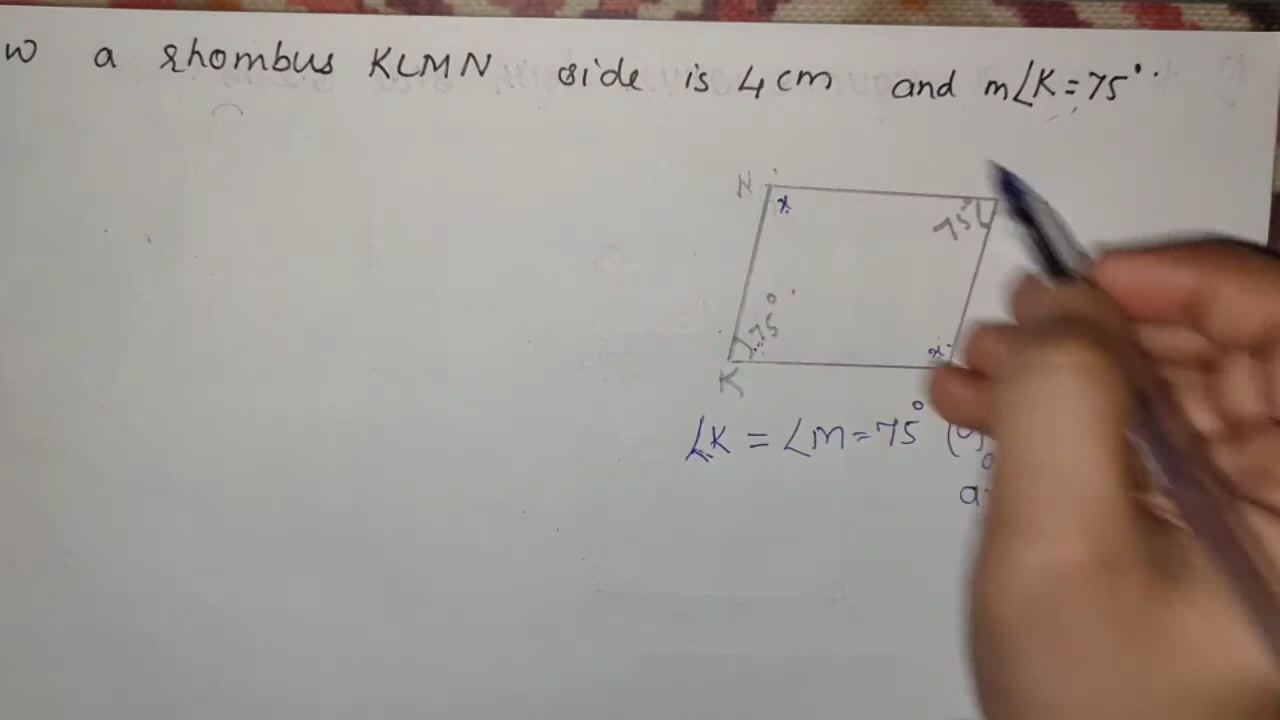 w a rhombus KLMN side is 4 cm and m∠K = 75°.
N
x
75°
75°
x
K
∠K = ∠M = 75°